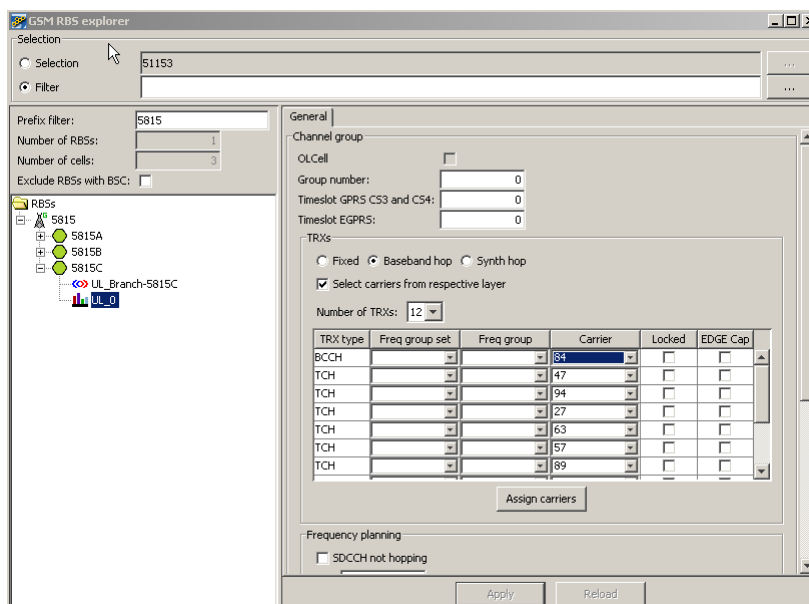 GSM RBS explorer
Selection
Selection 51153 ...
Filter ...
Prefix filter: 5815
Number of RBSs: 1
Number of cells: 3
Exclude RBSs with BSC:
RBSs
5815
5815A
5815B
5815C
UL_Branch-5815C
UL_0
General
Channel group
OLCell
Group number: 0
Timeslot GPRS CS3 and CS4: 0
Timeslot EGPRS: 0
TRXs
Fixed Baseband hop Synth hop
Select carriers from respective layer
Number of TRXs: 12
TRX type Freq group set Freq group Carrier Locked EDGE Cap
BCCH 84
TCH 47
TCH 94
TCH 27
TCH 63
TCH 57
TCH 89
Assign carriers
Frequency planning
SDCCH not hopping
Apply Reload